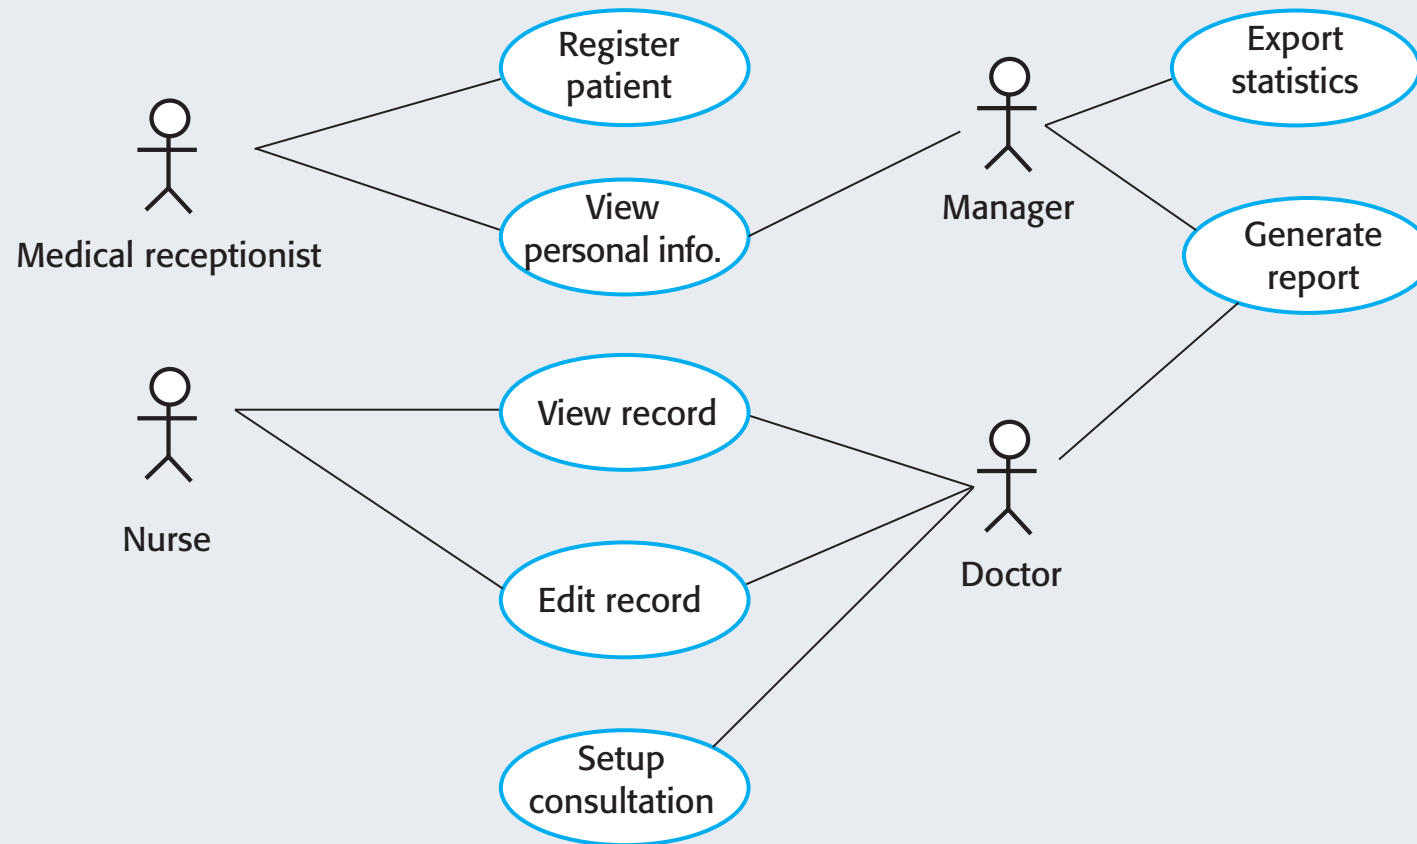 Register
patient
Export
statistics
Medical receptionist
View
personal info.
Manager
Generate
report
Nurse
View record
Edit record
Doctor
Setup
consultation